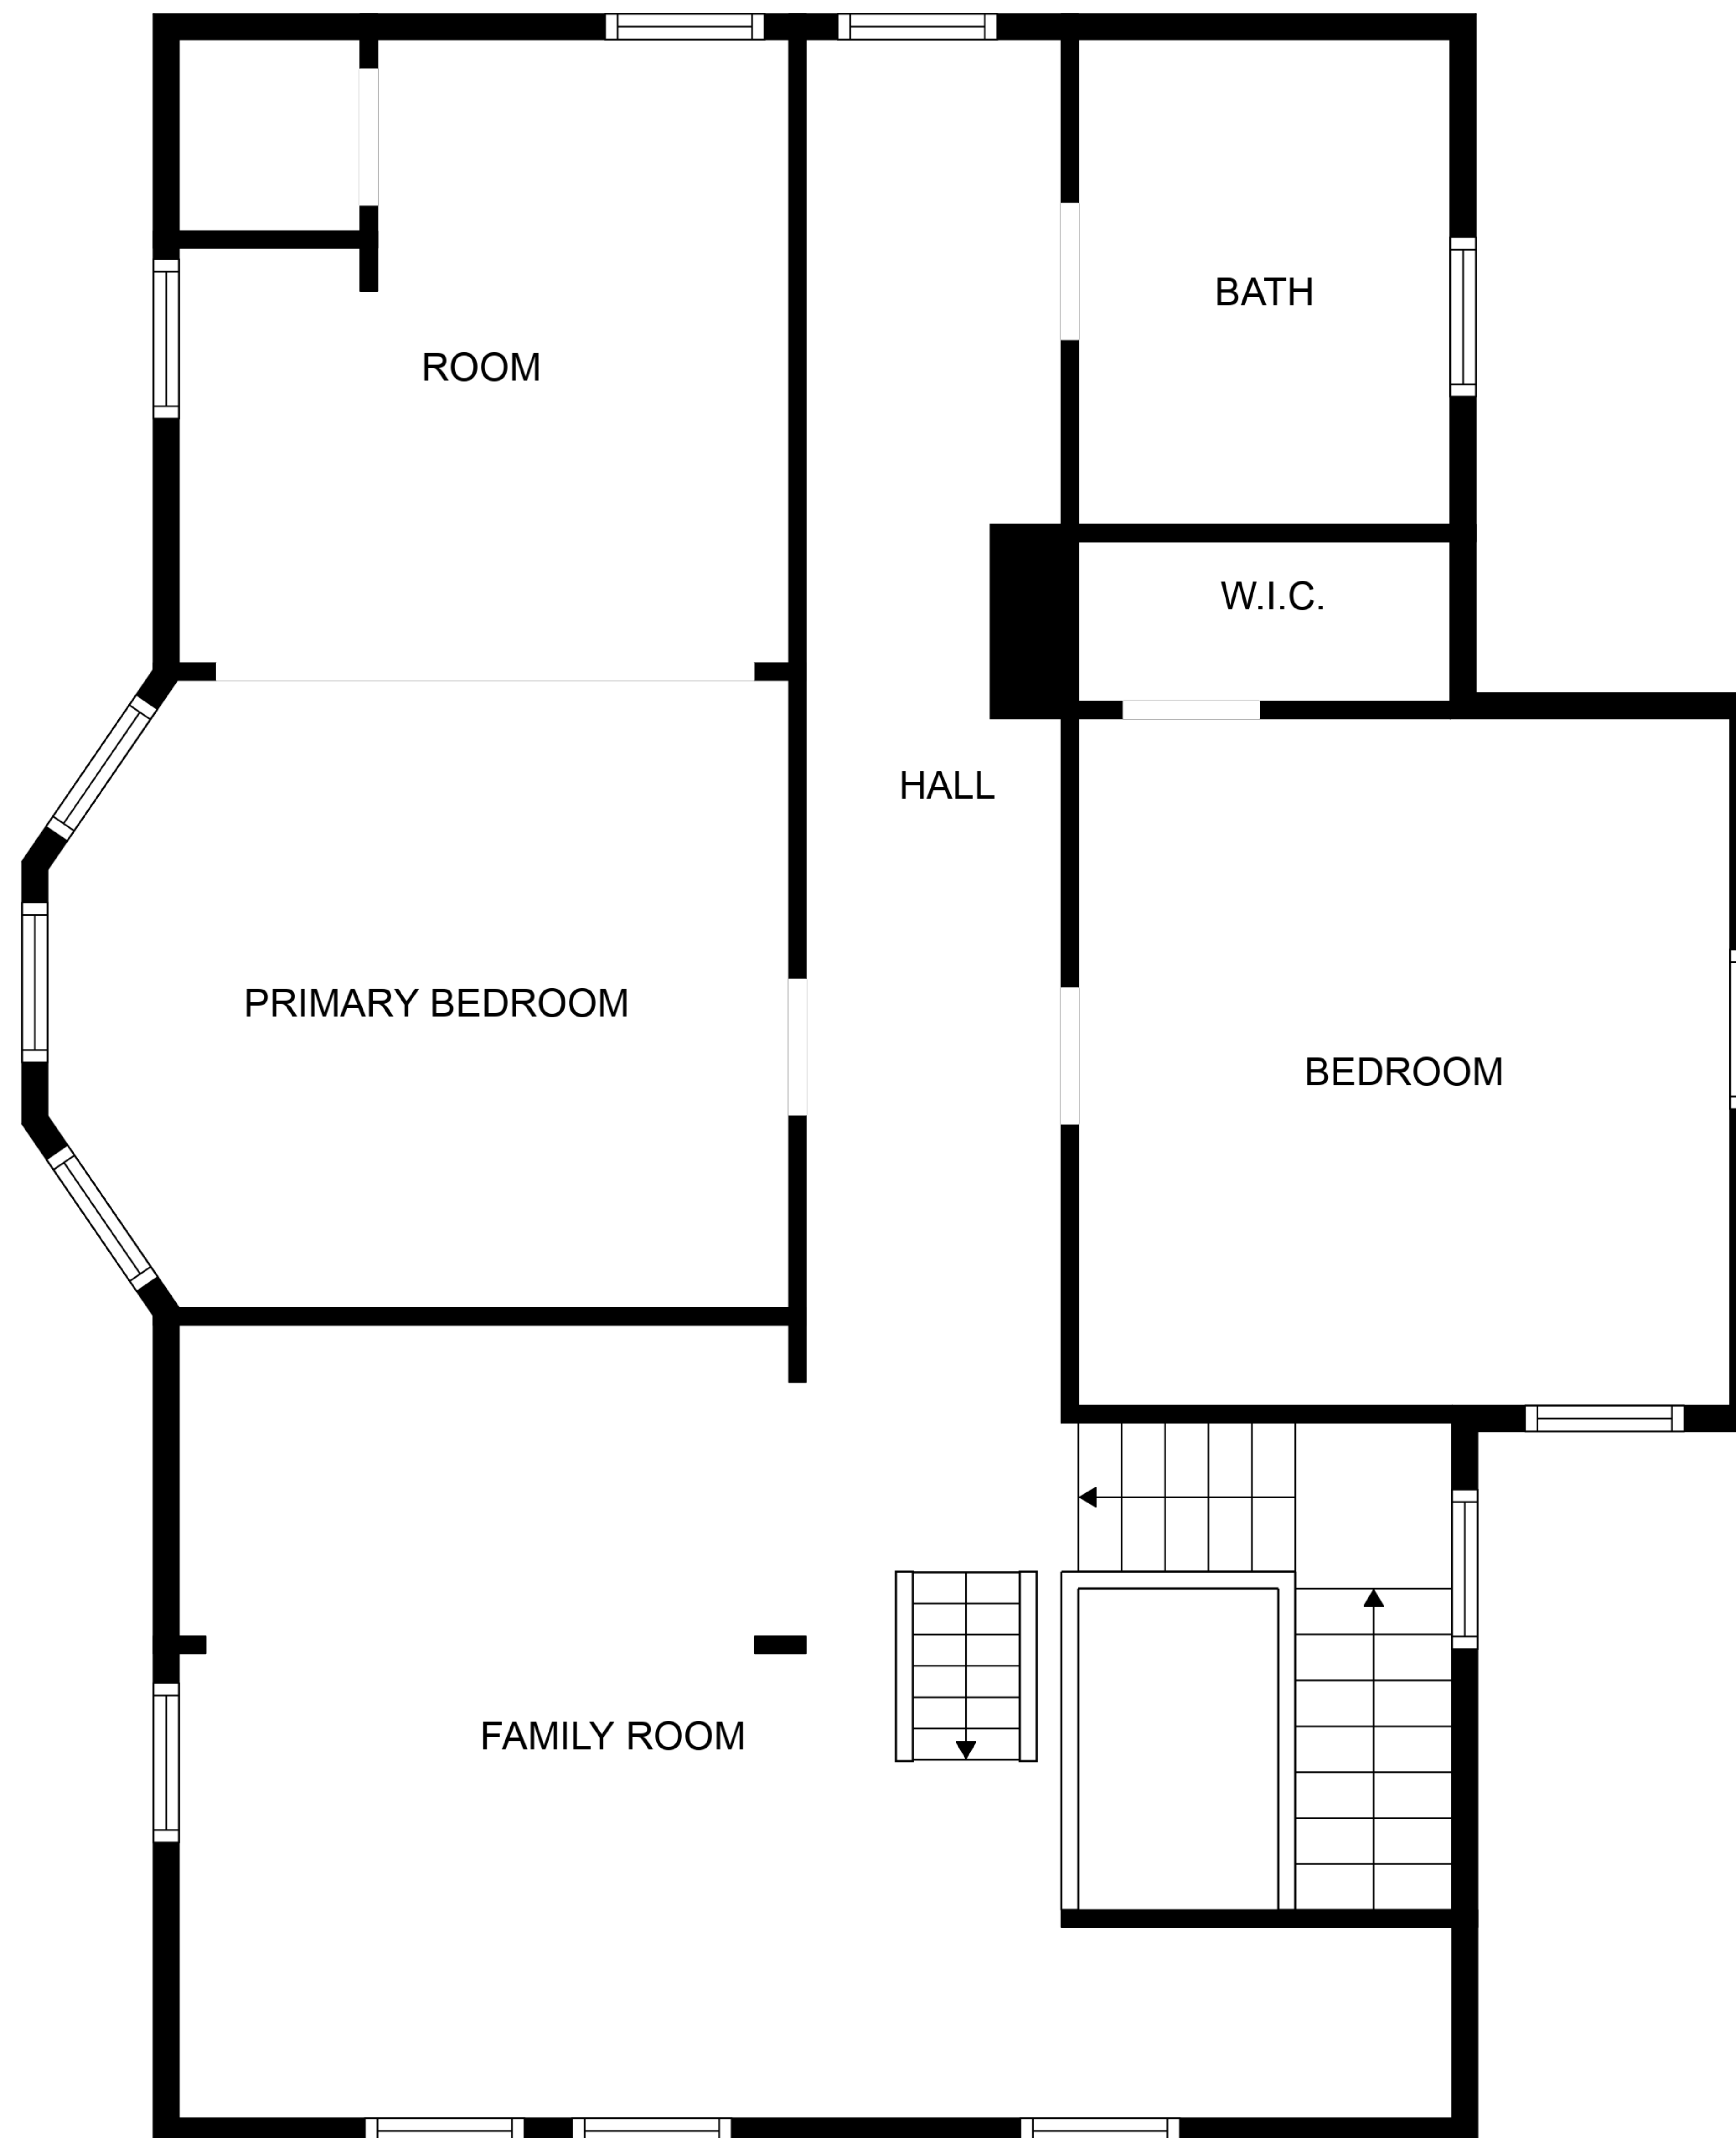 BATH
ROOM
W.I.C.
HALL
PRIMARY BEDROOM
BEDROOM
FAMILY ROOM